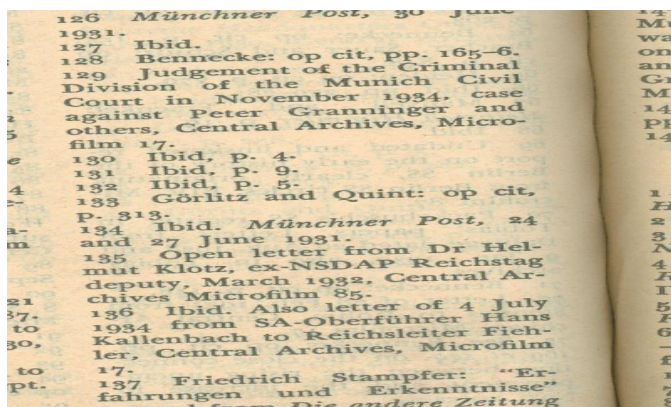 126 Münchner Post, 30 June
1931.
127 Ibid.
128 Bennecke: op cit, pp. 165–6.
129 Judgement of the Criminal
Division of the Munich Civil
Court in November 1934, case
against Peter Granninger and
others, Central Archives, Micro-
film 17.
130 Ibid, p. 4.
131 Ibid, p. 9.
132 Ibid, p. 5.
133 Görlitz and Quint: op cit,
p. 313.
134 Ibid. Münchner Post, 24
and 27 June 1931.
135 Open letter from Dr Hel-
mut Klotz, ex-NSDAP Reichstag
deputy, March 1932, Central Ar-
chives Microfilm 85.
136 Ibid. Also letter of 4 July
1934 from SA-Oberführer Hans
Kallenbach to Reichsleiter Fieh-
ler, Central Archives, Microfilm
17.
137 Friedrich Stampfer: "Er-
fahrungen und Erkenntnisse"
from Die andere Zeitung